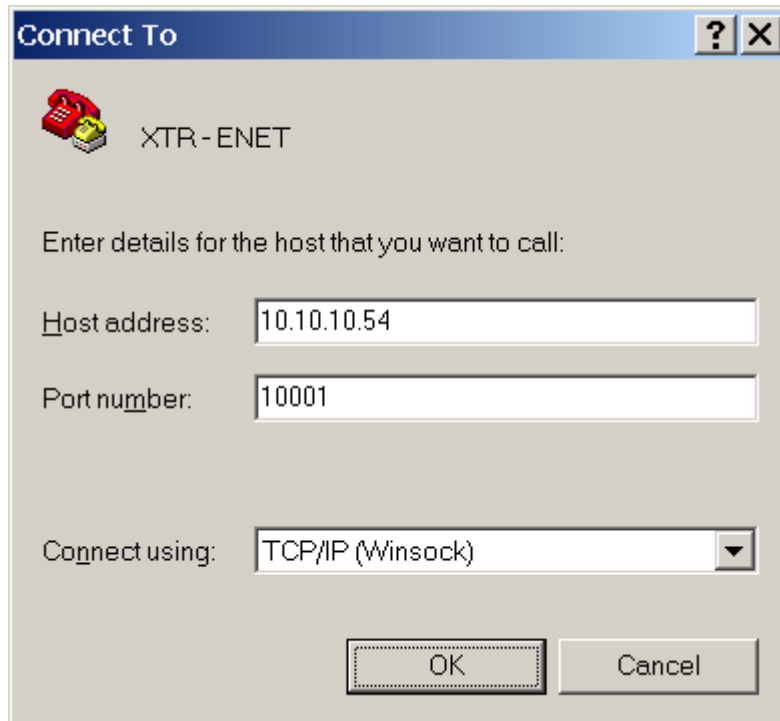 Connect To
XTR-ENET
Enter details for the host that you want to call:
Host address: 10.10.10.54
Port number: 10001
Connect using: TCP/IP (Winsock)
OK Cancel